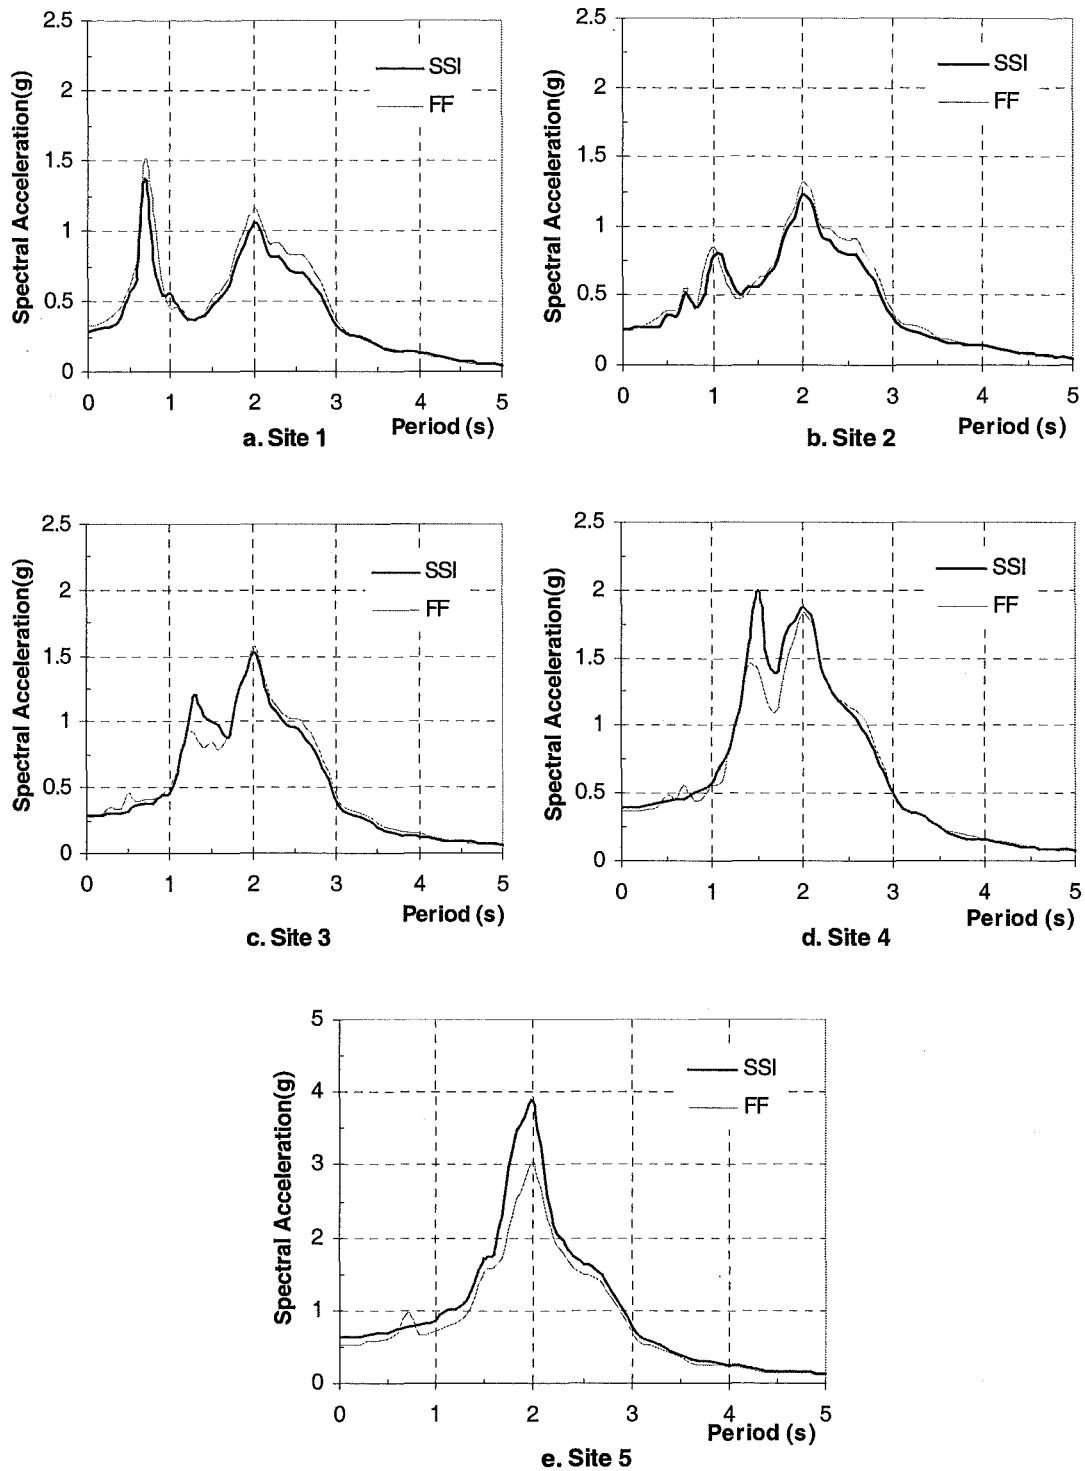 2.5
2
1.5
1
0.5
0
Spectral Acceleration(g)
SSI
FF
0 1 2 3 4 5
Period (s)
a. Site 1
2.5
2
1.5
1
0.5
0
Spectral Acceleration(g)
SSI
FF
0 1 2 3 4 5
Period (s)
b. Site 2
2.5
2
1.5
1
0.5
0
Spectral Acceleration(g)
SSI
FF
0 1 2 3 4 5
Period (s)
c. Site 3
2.5
2
1.5
1
0.5
0
Spectral Acceleration(g)
SSI
FF
0 1 2 3 4 5
Period (s)
d. Site 4
5
4
3
2
1
0
Spectral Acceleration(g)
SSI
FF
0 1 2 3 4 5
Period (s)
e. Site 5